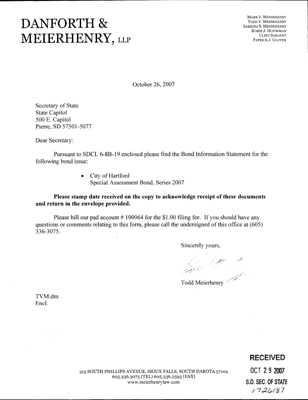 DANFORTH &
MEIERHENRY, LLP
MARK V. MEIERHENRY
TODD V. MEIERHENRY
SABRINA S. MEIERHENRY
ROBIN J. HOUWMAN
CLINT SARGENT
PATRICK J. GLOVER
October 26, 2007
Secretary of State
State Capitol
500 E. Capitol
Pierre, SD 57501-5077
Dear Secretary:
Pursuant to SDCL 6-8B-19 enclosed please find the Bond Information Statement for the
following bond issue:
• City of Hartford
Special Assessment Bond, Series 2007
Please stamp date received on the copy to acknowledge receipt of these documents
and return in the envelope provided.
Please bill our pad account # 100064 for the $1.00 filing fee. If you should have any
questions or comments relating to this form, please call the undersigned of this office at (605)
336-3075.
Sincerely yours,
Todd Meierhenry
TVM:dm
Encl.
315 SOUTH PHILLIPS AVENUE, SIOUX FALLS, SOUTH DAKOTA 57104
605.336.3075 (TEL) 605.336.2593 (FAX)
www.meierhenrylaw.com
RECEIVED
OCT 29 2007
S.D. SEC. OF STATE
1726187